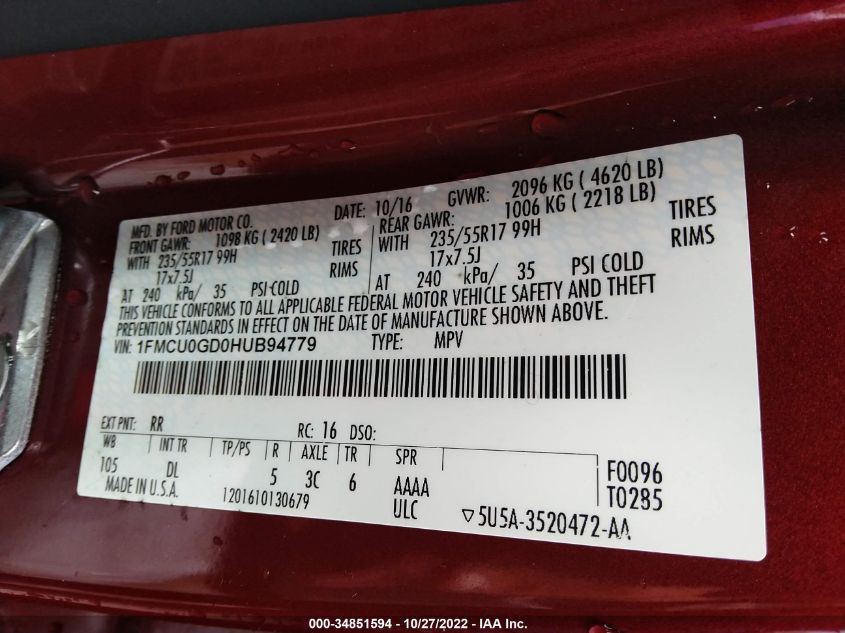 MFD. BY FORD MOTOR CO. DATE: 10/16 GVWR: 2096 KG ( 4620 LB)
FRONT GAWR: 1098 KG ( 2420 LB) REAR GAWR: 1006 KG ( 2218 LB)
WITH 235/55R17 99H TIRES WITH 235/55R17 99H TIRES
17x7.5J RIMS 17x7.5J RIMS
AT 240 kPa/ 35 PSI COLD AT 240 kPa/ 35 PSI COLD
THIS VEHICLE CONFORMS TO ALL APPLICABLE FEDERAL MOTOR VEHICLE SAFETY AND THEFT
PREVENTION STANDARDS IN EFFECT ON THE DATE OF MANUFACTURE SHOWN ABOVE.
VIN: 1FMCU0GD0HUB94779 TYPE: MPV
EXT PNT: RR RC: 16 DSO:
WB INT TR TP/PS R AXLE TR SPR
105 DL 5 3C 6 AAAA F0096
MADE IN U.S.A. 1201610130679 ULC T0285
▽5U5A-3520472-AA
000-34851594 - 10/27/2022 - IAA Inc.